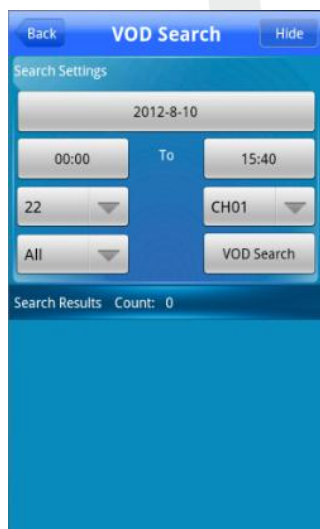 Back VOD Search Hide
Search Settings
2012-8-10
00:00 To 15:40
22 CH01
All VOD Search
Search Results Count: 0